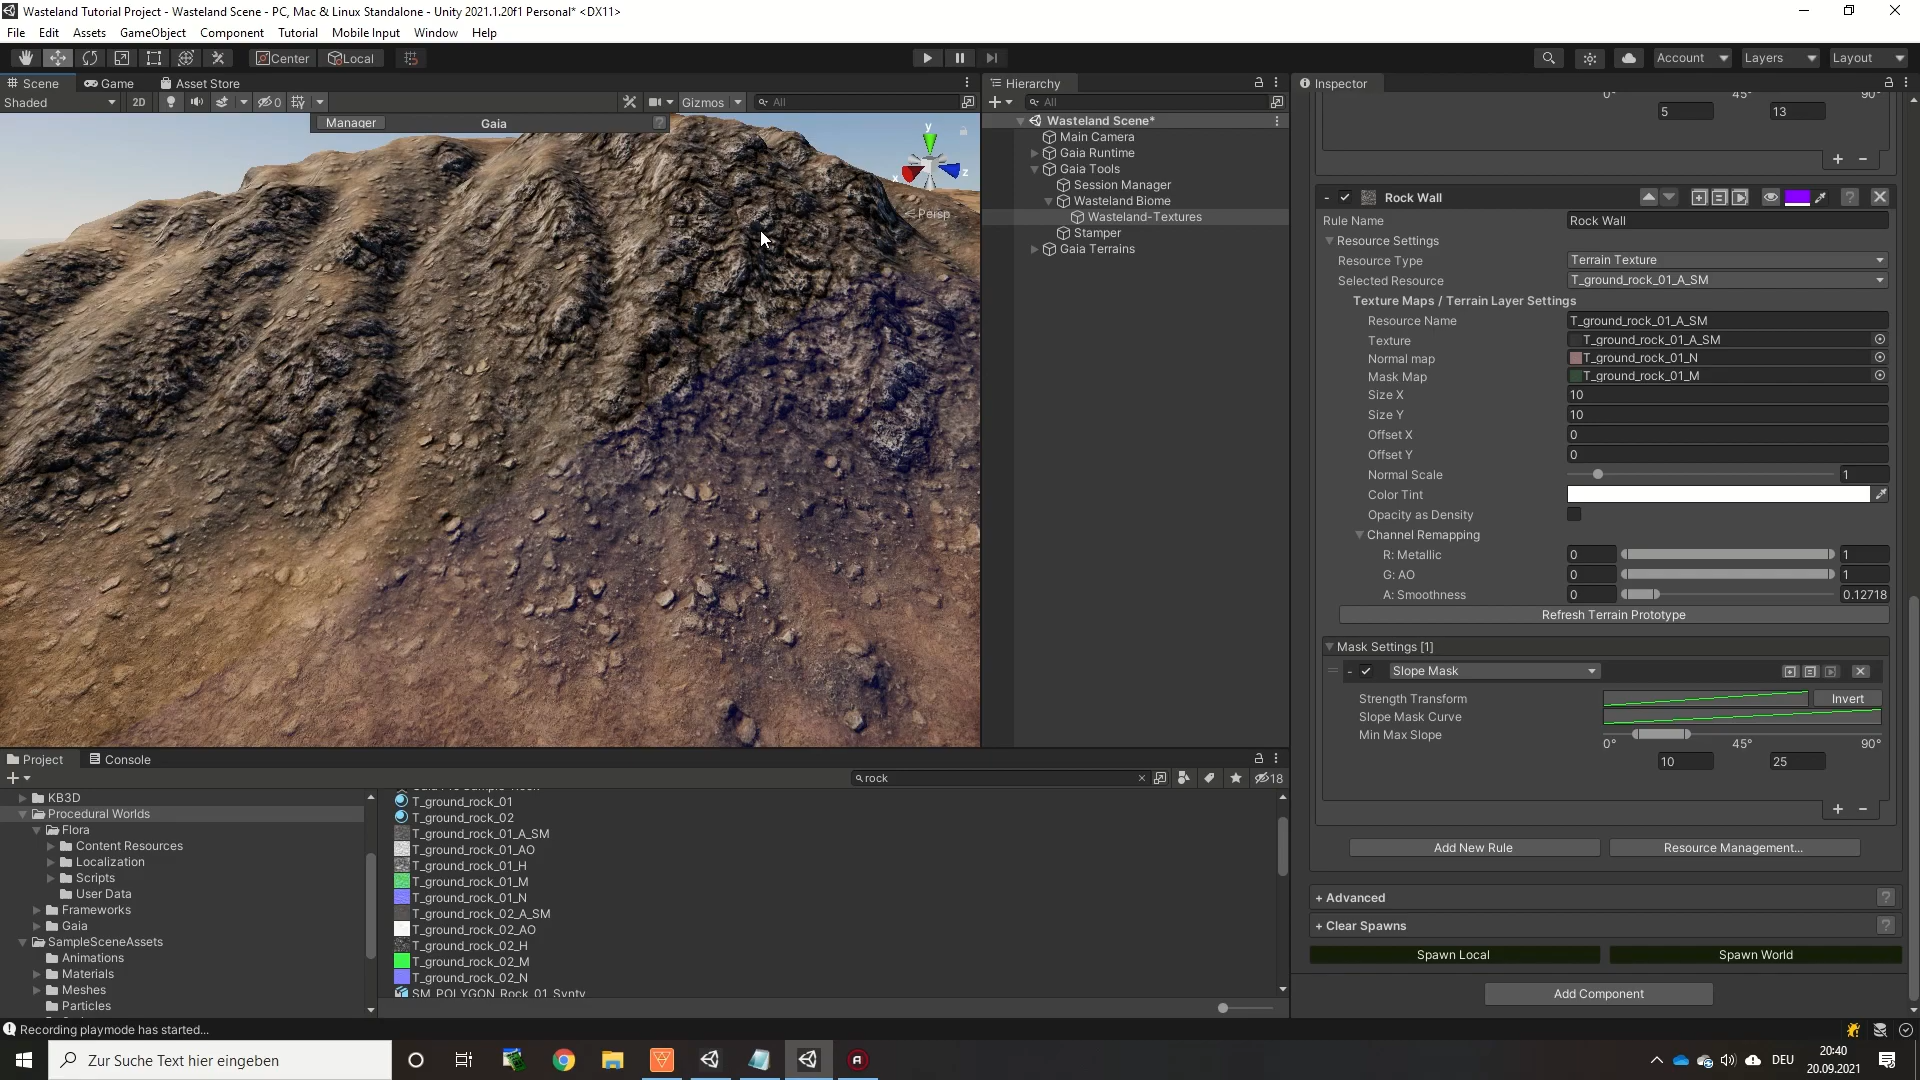 Wasteland Tutorial Project - Wasteland Scene - PC, Mac & Linux Standalone - Unity 2021.1.20f1 Personal* <DX11>
File Edit Assets GameObject Component Tutorial Mobile Input Window Help
Center Local Account Layers Layout
Scene Game Asset Store
Shaded 2D 0 Gizmos All
Manager Gaia
y
x z
Persp
Hierarchy
All
Wasteland Scene*
Main Camera
Gaia Runtime
Gaia Tools
Session Manager
Wasteland Biome
Wasteland-Textures
Stamper
Gaia Terrains
Inspector
0° 45° 90°
5 13
Rock Wall
Rule Name Rock Wall
Resource Settings
Resource Type Terrain Texture
Selected Resource T_ground_rock_01_A_SM
Texture Maps / Terrain Layer Settings
Resource Name T_ground_rock_01_A_SM
Texture T_ground_rock_01_A_SM
Normal map T_ground_rock_01_N
Mask Map T_ground_rock_01_M
Size X 10
Size Y 10
Offset X 0
Offset Y 0
Normal Scale 1
Color Tint
Opacity as Density
Channel Remapping
R: Metallic 0 1
G: AO 0 1
A: Smoothness 0 0.12718
Refresh Terrain Prototype
Mask Settings [1]
Slope Mask
Strength Transform Invert
Slope Mask Curve
Min Max Slope
0° 45° 90°
10 25
Add New Rule Resource Management...
+ Advanced
+ Clear Spawns
Spawn Local Spawn World
Add Component
Project Console
rock 18
KB3D
Procedural Worlds
Flora
Content Resources
Localization
Scripts
User Data
Frameworks
Gaia
SampleSceneAssets
Animations
Materials
Meshes
Particles
T_ground_rock_01
T_ground_rock_02
T_ground_rock_01_A_SM
T_ground_rock_01_AO
T_ground_rock_01_H
T_ground_rock_01_M
T_ground_rock_01_N
T_ground_rock_02_A_SM
T_ground_rock_02_AO
T_ground_rock_02_H
T_ground_rock_02_M
T_ground_rock_02_N
SM_POLYGON_Rock_01_Synty
Recording playmode has started...
Zur Suche Text hier eingeben
DEU
20:40
20.09.2021